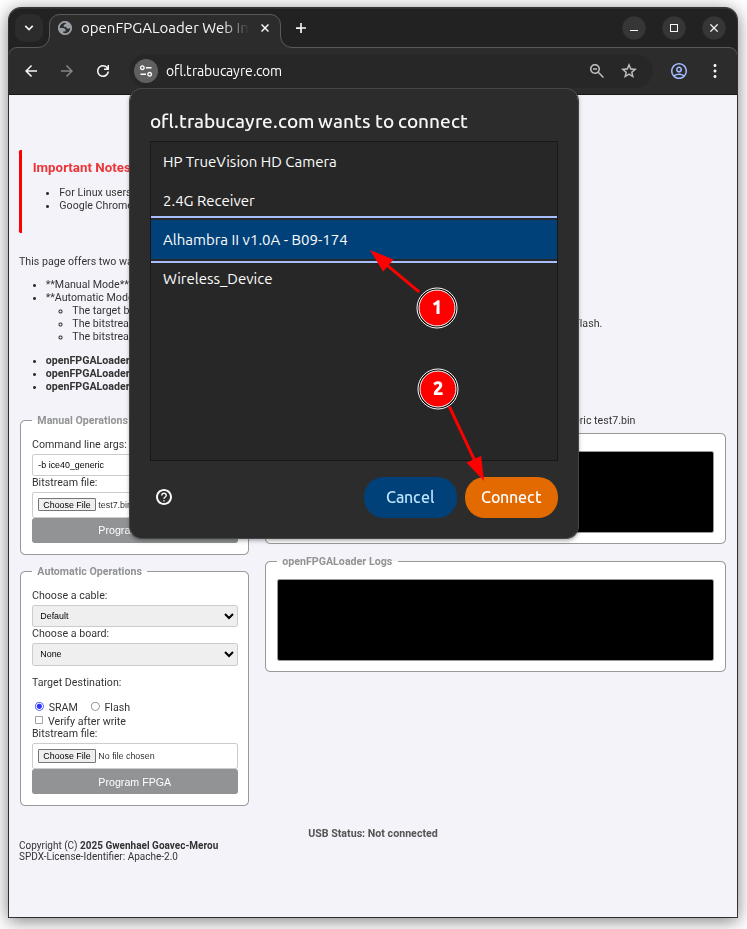 openFPGALoader Web In
ofl.trabucayre.com
ofl.trabucayre.com wants to connect
HP TrueVision HD Camera
2.4G Receiver
Alhambra II v1.0A - B09-174
Wireless_Device
1
2
Cancel
Connect
Important Notes
For Linux users
Google Chrome
This page offers two wa
**Manual Mode**
**Automatic Mod
The target b
The bitstrea
flash.
The bitstrea
openFPGALoader
openFPGALoader
openFPGALoader
Manual Operations
ric test7.bin
Command line args:
-b ice40_generic
Bitstream file:
Choose File test7.bin
Progra
openFPGALoader Logs
Automatic Operations
Choose a cable:
Default
Choose a board:
None
Target Destination:
SRAM Flash
Verify after write
Bitstream file:
Choose File No file chosen
Program FPGA
USB Status: Not connected
Copyright (C) 2025 Gwenhael Goavec-Merou
SPDX-License-Identifier: Apache-2.0